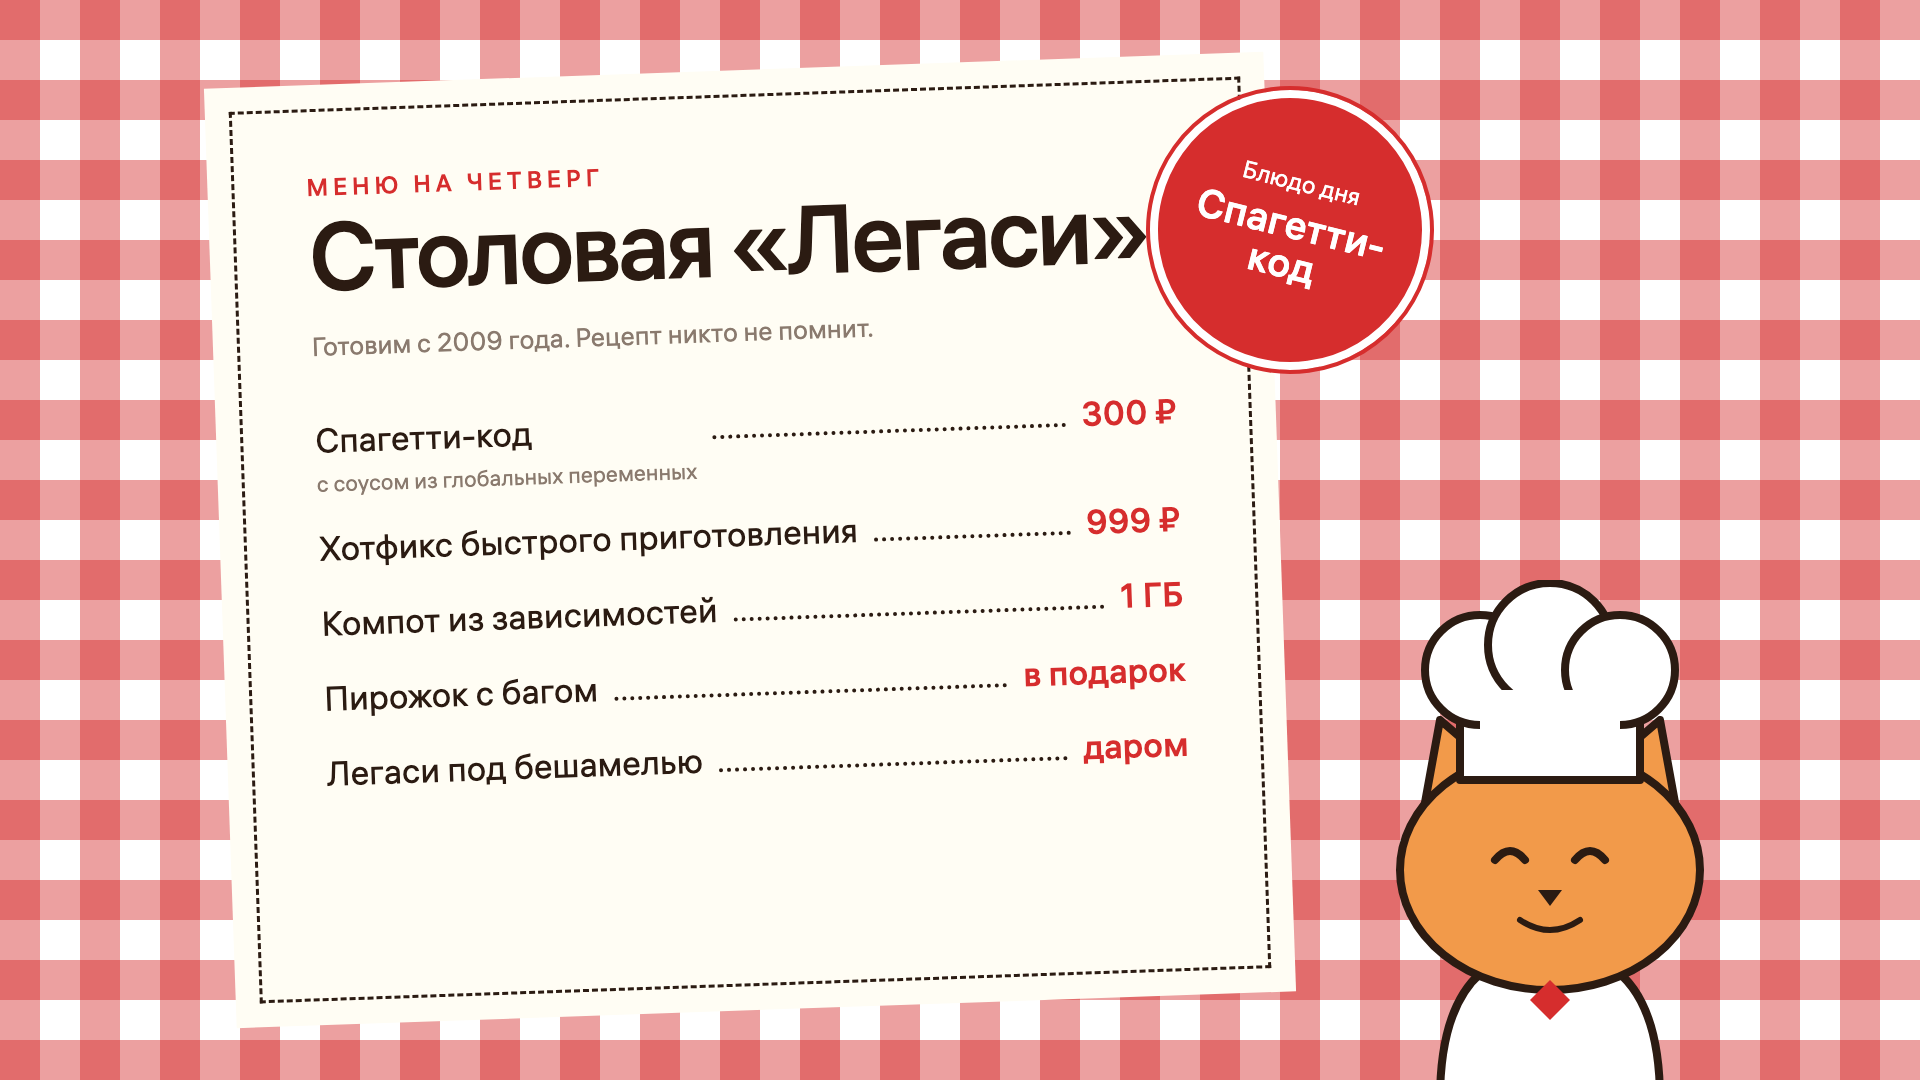 МЕНЮ НА ЧЕТВЕРГ
Столовая «Легаси»
Готовим с 2009 года. Рецепт никто не помнит.
Блюдо дня
Спагетти-
код
Спагетти-код 300 ₽
с соусом из глобальных переменных
Хотфикс быстрого приготовления 999 ₽
Компот из зависимостей 1 ГБ
Пирожок с багом в подарок
Легаси под бешамелью даром